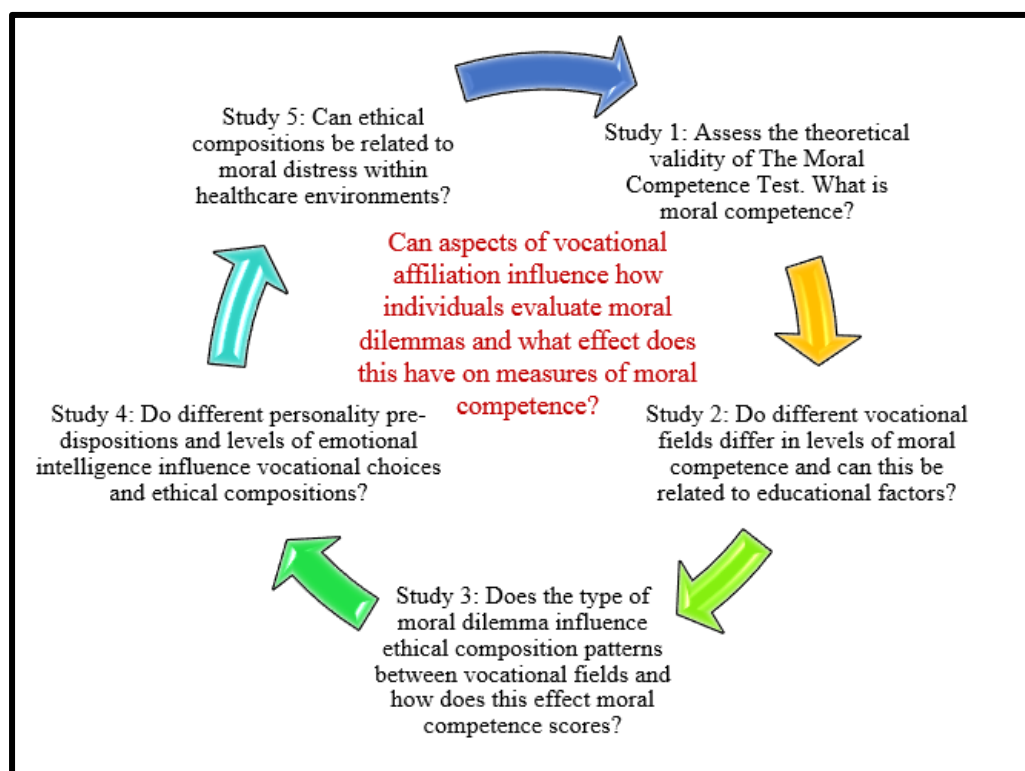 Study 5: Can ethical
compositions be related to
moral distress within
healthcare environments?
Study 1: Assess the theoretical
validity of The Moral
Competence Test. What is
moral competence?
Can aspects of vocational
affiliation influence how
individuals evaluate moral
dilemmas and what effect does
this have on measures of moral
competence?
Study 4: Do different personality pre-
dispositions and levels of emotional
intelligence influence vocational choices
and ethical compositions?
Study 2: Do different vocational
fields differ in levels of moral
competence and can this be
related to educational factors?
Study 3: Does the type of
moral dilemma influence
ethical composition patterns
between vocational fields and
how does this effect moral
competence scores?